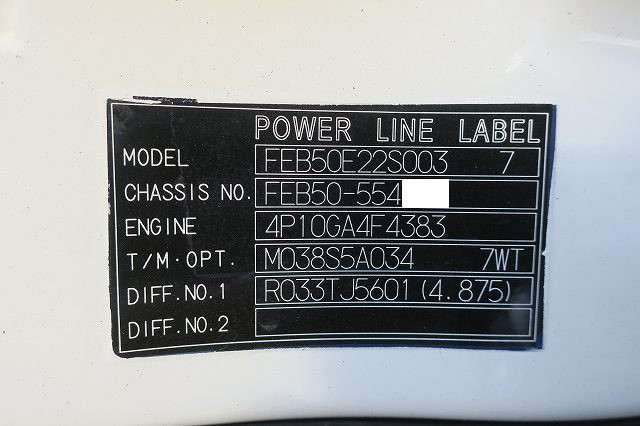 POWER LINE LABEL
MODEL FEB50E22S003 7
CHASSIS NO. FEB50-554
ENGINE 4P10GA4F4383
T/M·OPT. M038S5A034 7WT
DIFF.NO.1 R033TJ5601(4.875)
DIFF.NO.2